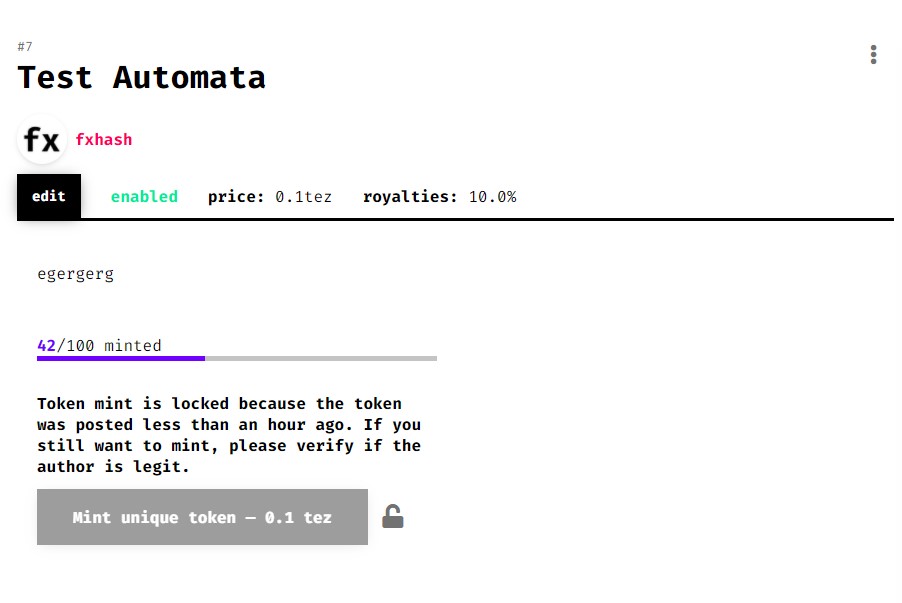 #7
Test Automata
fx fxhash
edit enabled price: 0.1tez royalties: 10.0%
egergerg
42/100 minted
Token mint is locked because the token
was posted less than an hour ago. If you
still want to mint, please verify if the
author is legit.
Mint unique token — 0.1 tez